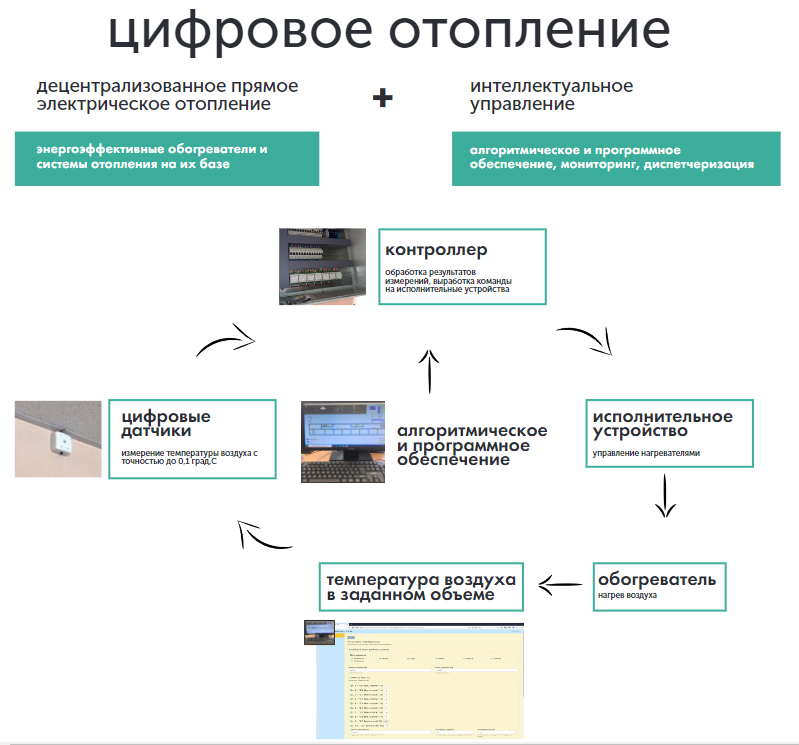 цифровое отопление
децентрализованное прямое
электрическое отопление
+
интеллектуальное
управление
энергоэффективные обогреватели и
системы отопления на их базе
алгоритмическое и программное
обеспечение, мониторинг, диспетчеризация
контроллер
обработка результатов
измерений, выработка команды
на исполнительные устройства
цифровые
датчики
измерение температуры воздуха с
точностью до 0,1 град,С
алгоритмическое
и программное
обеспечение
исполнительное
устройство
управление нагревателями
температура воздуха
в заданном объеме
обогреватель
нагрев воздуха